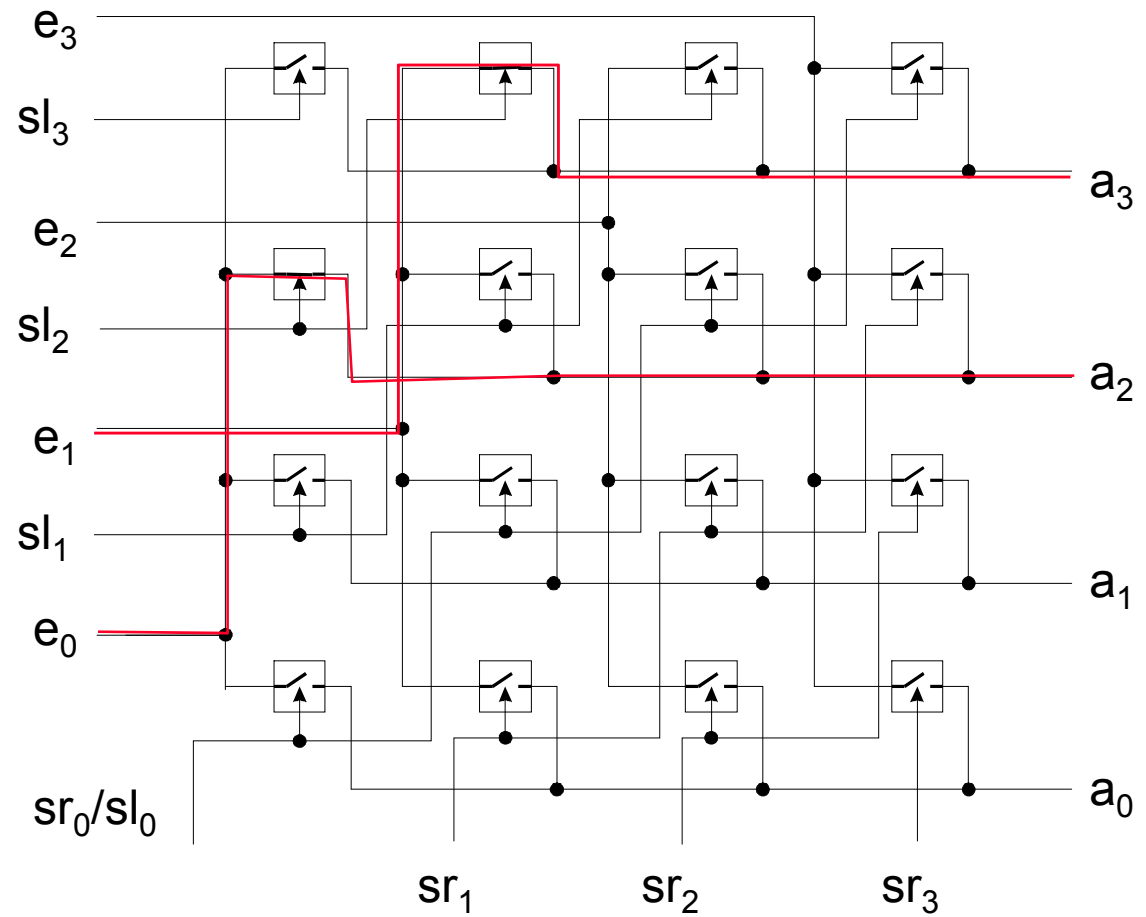 e₃
sl₃
a₃
e₂
sl₂
a₂
e₁
sl₁
a₁
e₀
a₀
sr₀/sl₀
sr₁ sr₂ sr₃